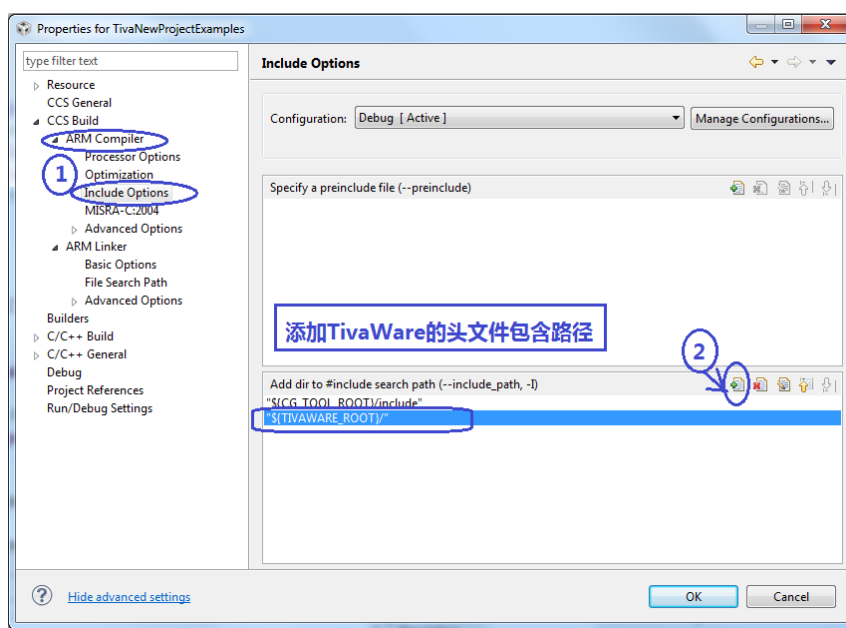 Properties for TivaNewProjectExamples
type filter text
Resource
CCS General
CCS Build
ARM Compiler
Processor Options
1
Optimization
Include Options
MISRA-C:2004
Advanced Options
ARM Linker
Basic Options
File Search Path
Advanced Options
Builders
C/C++ Build
C/C++ General
Debug
Project References
Run/Debug Settings
Include Options
Configuration: Debug [ Active ]
Manage Configurations...
Specify a preinclude file (--preinclude)
添加TivaWare的头文件包含路径
2
Add dir to #include search path (--include_path, -I)
"${CG_TOOL_ROOT}/include"
"${TIVAWARE_ROOT}/"
Hide advanced settings
OK
Cancel